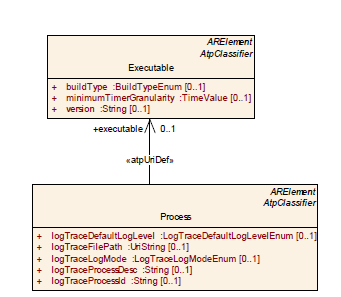 ARElement
AtpClassifier
Executable
+ buildType :BuildTypeEnum [0..1]
+ minimumTimerGranularity :TimeValue [0..1]
+ version :String [0..1]
+executable 0..1
«atpUriDef»
ARElement
AtpClassifier
Process
+ logTraceDefaultLogLevel :LogTraceDefaultLogLevelEnum [0..1]
+ logTraceFilePath :UriString [0..1]
+ logTraceLogMode :LogTraceLogModeEnum [0..1]
+ logTraceProcessDesc :String [0..1]
+ logTraceProcessId :String [0..1]